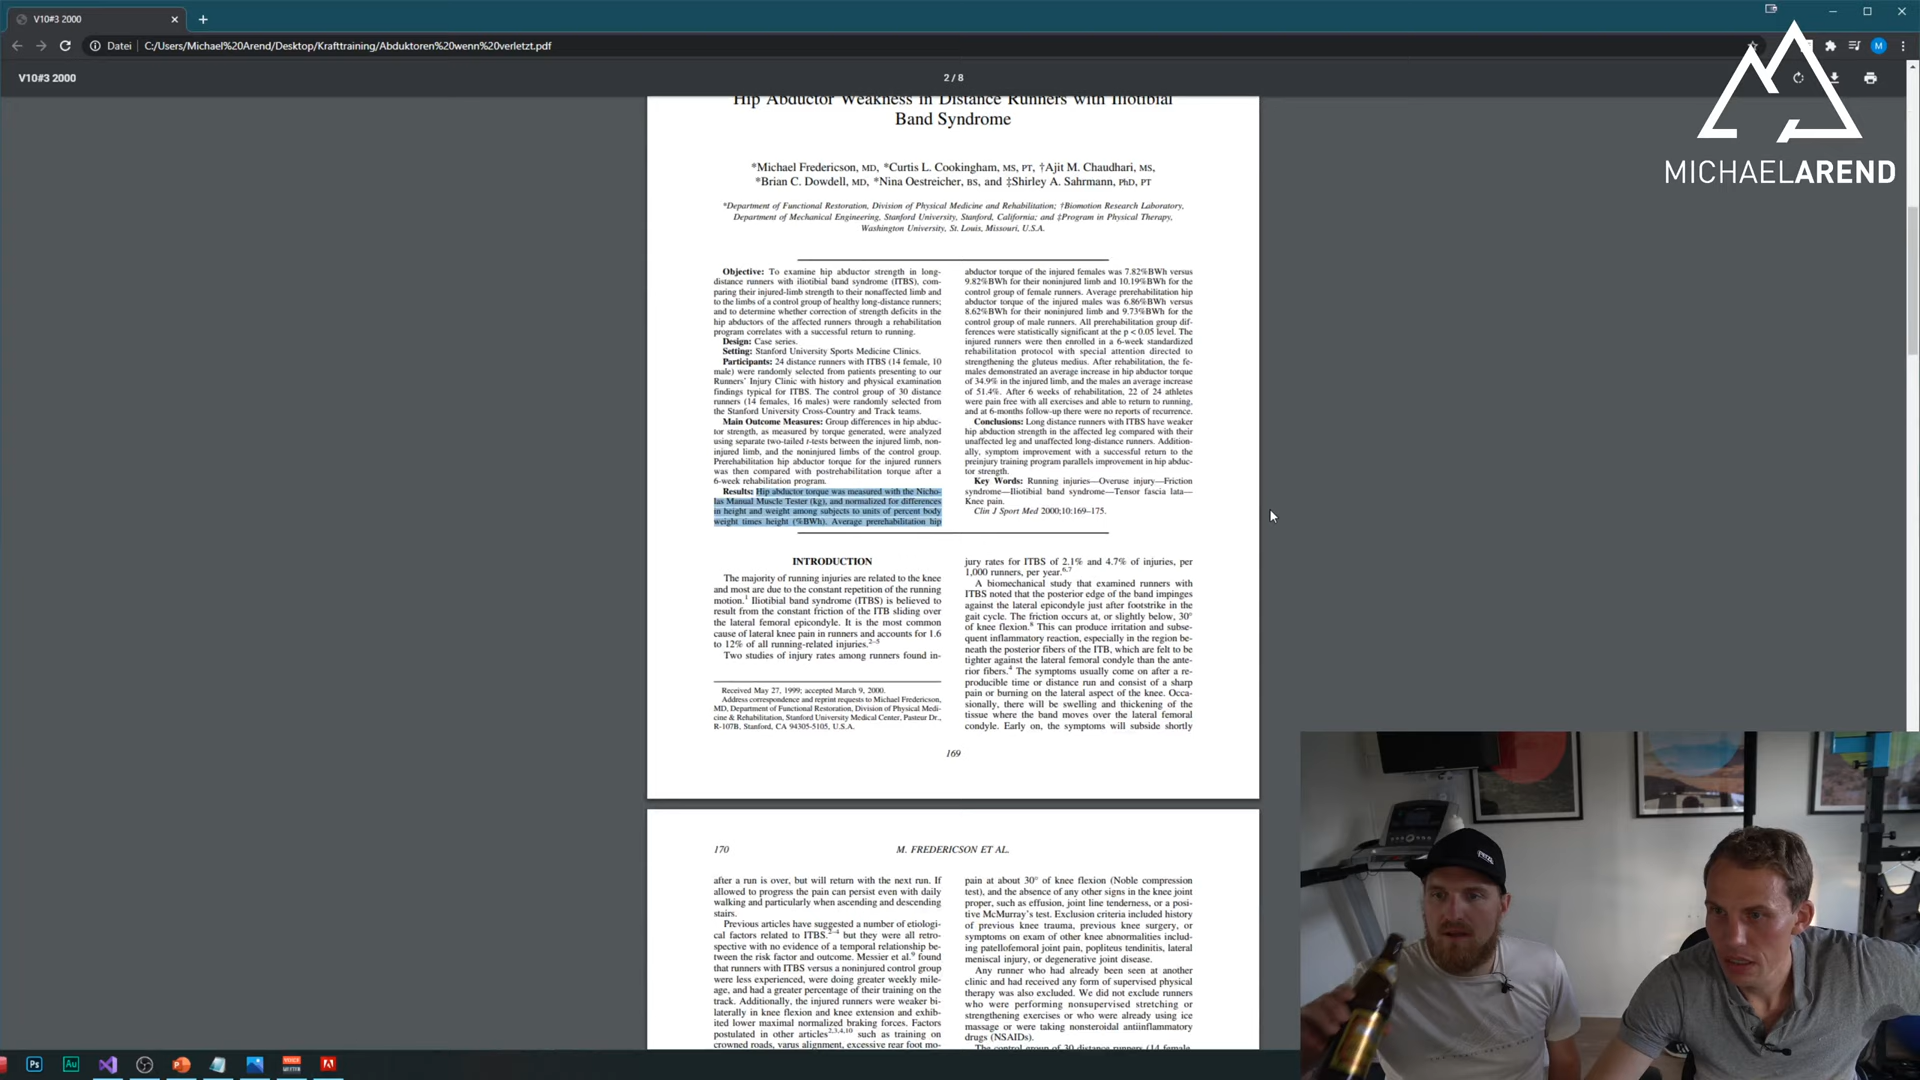 V10#3 2000
Datei
C:/Users/Michael%20Arend/Desktop/Krafttraining/Abduktoren%20wenn%20verletzt.pdf
M
V10#3 2000
2 / 8
MICHAELAREND
Hip Abductor Weakness in Distance Runners with Iliotibial
Band Syndrome
*Michael Fredericson, MD, *Curtis L. Cookingham, MS, PT, †Ajit M. Chaudhari, MS,
*Brian C. Dowdell, MD, *Nina Oestreicher, BS, and ‡Shirley A. Sahrmann, PhD, PT
*Department of Functional Restoration, Division of Physical Medicine and Rehabilitation; †Biomotion Research Laboratory,
Department of Mechanical Engineering, Stanford University, Stanford, California; and ‡Program in Physical Therapy,
Washington University, St. Louis, Missouri, U.S.A.
Objective: To examine hip abductor strength in long-
distance runners with iliotibial band syndrome (ITBS), com-
paring their injured-limb strength to their nonaffected limb and
to the limbs of a control group of healthy long-distance runners;
and to determine whether correction of strength deficits in the
hip abductors of the affected runners through a rehabilitation
program correlates with a successful return to running.
Design: Case series.
Setting: Stanford University Sports Medicine Clinics.
Participants: 24 distance runners with ITBS (14 female, 10
male) were randomly selected from patients presenting to our
Runners' Injury Clinic with history and physical examination
findings typical for ITBS. The control group of 30 distance
runners (14 females, 16 males) were randomly selected from
the Stanford University Cross-Country and Track teams.
Main Outcome Measures: Group differences in hip abduc-
tor strength, as measured by torque generated, were analyzed
using separate two-tailed t-tests between the injured limb, non-
injured limb, and the noninjured limbs of the control group.
Prerehabilitation hip abductor torque for the injured runners
was then compared with postrehabilitation torque after a
6-week rehabilitation program.
Results: Hip abductor torque was measured with the Nicho-
las Manual Muscle Tester (kg), and normalized for differences
in height and weight among subjects to units of percent body
weight times height (%BWh). Average prerehabilitation hip
abductor torque of the injured females was 7.82%BWh versus
9.82%BWh for their noninjured limb and 10.19%BWh for the
control group of female runners. Average prerehabilitation hip
abductor torque of the injured males was 6.86%BWh versus
8.62%BWh for their noninjured limb and 9.73%BWh for the
control group of male runners. All prerehabilitation group dif-
ferences were statistically significant at the p < 0.05 level. The
injured runners were then enrolled in a 6-week standardized
rehabilitation protocol with special attention directed to
strengthening the gluteus medius. After rehabilitation, the fe-
males demonstrated an average increase in hip abductor torque
of 34.9% in the injured limb, and the males an average increase
of 51.4%. After 6 weeks of rehabilitation, 22 of 24 athletes
were pain free with all exercises and able to return to running,
and at 6-months follow-up there were no reports of recurrence.
Conclusions: Long distance runners with ITBS have weaker
hip abduction strength in the affected leg compared with their
unaffected leg and unaffected long-distance runners. Addition-
ally, symptom improvement with a successful return to the
preinjury training program parallels improvement in hip abduc-
tor strength.
Key Words: Running injuries—Overuse injury—Friction
syndrome—Iliotibial band syndrome—Tensor fascia lata—
Knee pain.
Clin J Sport Med 2000;10:169–175.
INTRODUCTION
The majority of running injuries are related to the knee
and most are due to the constant repetition of the running
motion.1 Iliotibial band syndrome (ITBS) is believed to
result from the constant friction of the ITB sliding over
the lateral femoral epicondyle. It is the most common
cause of lateral knee pain in runners and accounts for 1.6
to 12% of all running-related injuries.2–5
Two studies of injury rates among runners found in-
Received May 27, 1999; accepted March 9, 2000.
Address correspondence and reprint requests to Michael Fredericson,
MD, Department of Functional Restoration, Division of Physical Medi-
cine & Rehabilitation, Stanford University Medical Center, Pasteur Dr.,
R-107B, Stanford, CA 94305-5105, U.S.A.
jury rates for ITBS of 2.1% and 4.7% of injuries, per
1,000 runners, per year.6,7
A biomechanical study that examined runners with
ITBS noted that the posterior edge of the band impinges
against the lateral epicondyle just after footstrike in the
gait cycle. The friction occurs at, or slightly below, 30°
of knee flexion.8 This can produce irritation and subse-
quent inflammatory reaction, especially in the region be-
neath the posterior fibers of the ITB, which are felt to be
tighter against the lateral femoral condyle than the ante-
rior fibers.4 The symptoms usually come on after a re-
producible time or distance run and consist of a sharp
pain or burning on the lateral aspect of the knee. Occa-
sionally, there will be swelling and thickening of the
tissue where the band moves over the lateral femoral
condyle. Early on, the symptoms will subside shortly
169
170
M. FREDERICSON ET AL.
after a run is over, but will return with the next run. If
allowed to progress the pain can persist even with daily
walking and particularly when ascending and descending
stairs.
Previous articles have suggested a number of etiologi-
cal factors related to ITBS,2–4 but they were all retro-
spective with no evidence of a temporal relationship be-
tween the risk factor and outcome. Messier et al.9 found
that runners with ITBS versus a noninjured control group
were less experienced, were doing greater weekly mile-
age, and had a greater percentage of their training on the
track. Additionally, the injured runners were weaker bi-
laterally in knee flexion and knee extension and exhib-
ited lower maximal normalized braking forces. Factors
postulated in other articles2,3,4,10 such as training on
crowned roads, varus alignment, excessive rear foot mo-
pain at about 30° of knee flexion (Noble compression
test), and the absence of any other signs in the knee joint
proper, such as effusion, joint line tenderness, or a posi-
tive McMurray's test. Exclusion criteria included history
of previous knee trauma, previous knee surgery, or
symptoms on exam of other knee abnormalities includ-
ing patellofemoral joint pain, popliteus tendinitis, lateral
meniscal injury, or degenerative joint disease.
Any runner who had already been seen at another
clinic and had received any form of supervised physical
therapy was also excluded. We did not exclude runners
who were performing nonsupervised stretching or
strengthening exercises or who were already using ice
massage or were taking nonsteroidal antiinflammatory
drugs (NSAIDs).
The control group of 30 distance runners (14 female,
Ps
Au